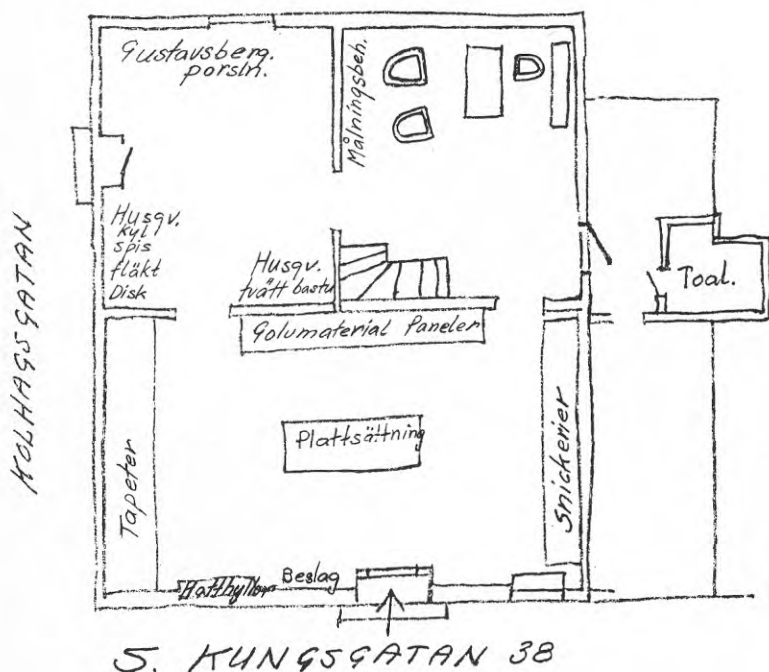 Gustavsberg.
porsln.
Målningsbeh.
KOLHAGSGATAN
Husqv.
kyl
spis
fläkt
Disk
Husqv.
tvätt bastu
Toal.
Golvmaterial Paneler
Plattsättning
Tapeter
Snickerier
Hatthyllor
Beslag
S. KUNGSGATAN 38